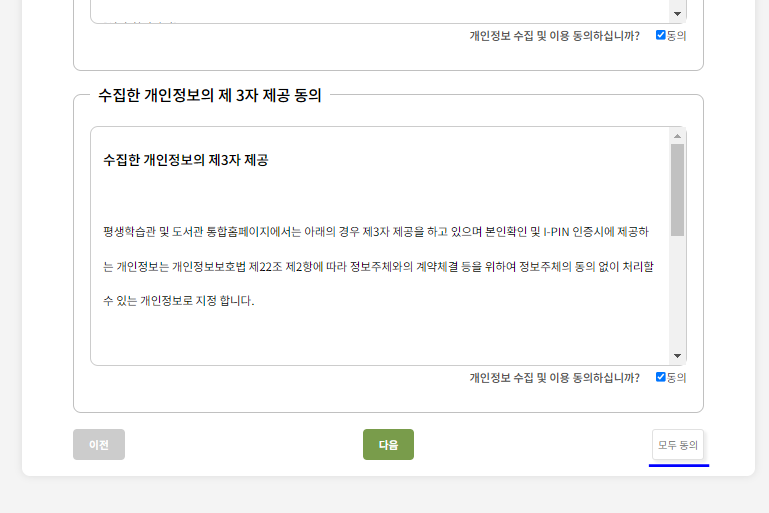 개인정보 수집 및 이용 동의하십니까? 동의
수집한 개인정보의 제 3자 제공 동의
수집한 개인정보의 제3자 제공
평생학습관 및 도서관 통합홈페이지에서는 아래의 경우 제3자 제공을 하고 있으며 본인확인 및 I-PIN 인증시에 제공하
는 개인정보는 개인정보보호법 제22조 제2항에 따라 정보주체와의 계약체결 등을 위하여 정보주체의 동의 없이 처리할
수 있는 개인정보로 지정 합니다.
개인정보 수집 및 이용 동의하십니까? 동의
이전 다음 모두 동의